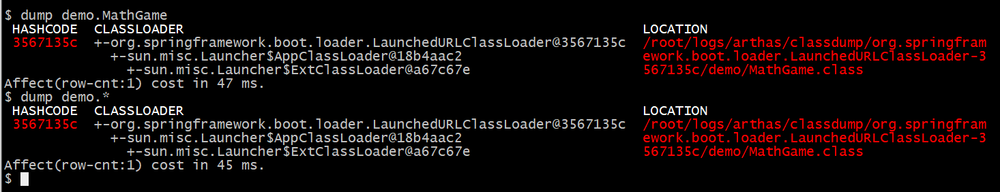 $ dump demo.MathGame
HASHCODE  CLASSLOADER                                                        LOCATION
3567135c  +-org.springframework.boot.loader.LaunchedURLClassLoader@3567135c  /root/logs/arthas/classdump/org.springfram
            +-sun.misc.Launcher$AppClassLoader@18b4aac2                      ework.boot.loader.LaunchedURLClassLoader-3
              +-sun.misc.Launcher$ExtClassLoader@a67c67e                     567135c/demo/MathGame.class
Affect(row-cnt:1) cost in 47 ms.
$ dump demo.*
HASHCODE  CLASSLOADER                                                        LOCATION
3567135c  +-org.springframework.boot.loader.LaunchedURLClassLoader@3567135c  /root/logs/arthas/classdump/org.springfram
            +-sun.misc.Launcher$AppClassLoader@18b4aac2                      ework.boot.loader.LaunchedURLClassLoader-3
              +-sun.misc.Launcher$ExtClassLoader@a67c67e                     567135c/demo/MathGame.class
Affect(row-cnt:1) cost in 45 ms.
$